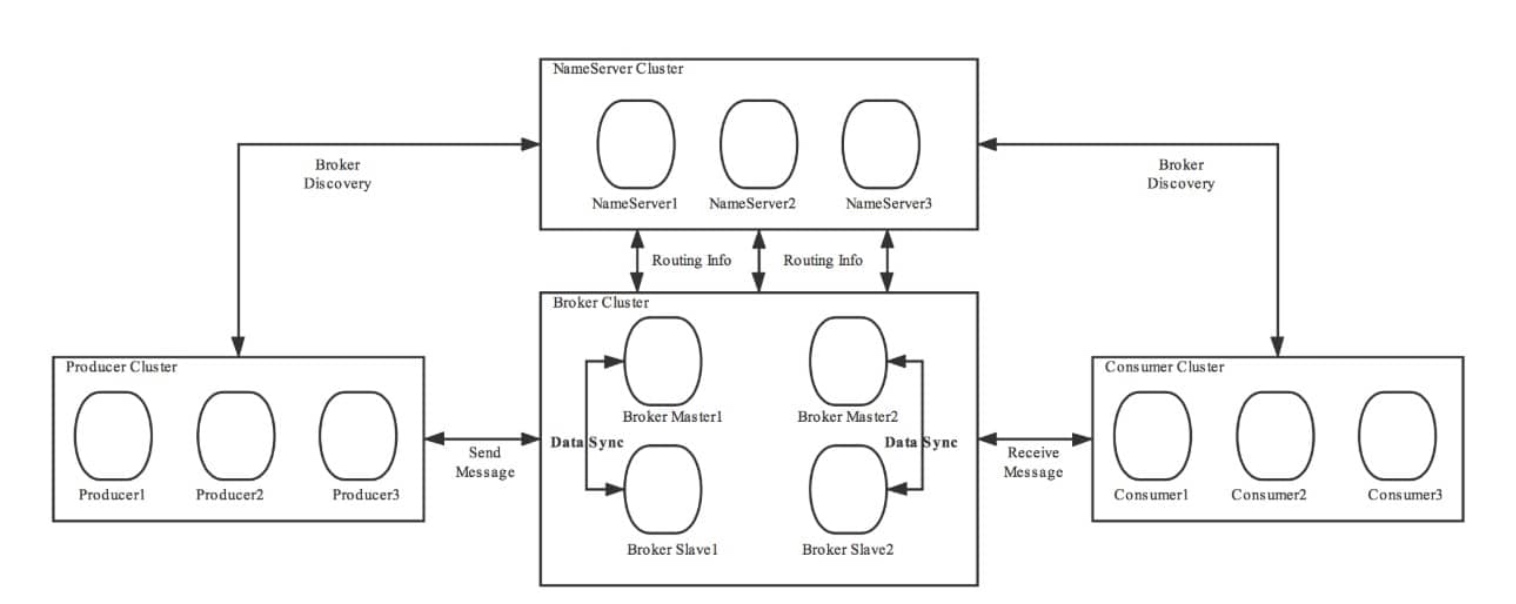 NameServer Cluster
NameServer1
NameServer2
NameServer3
Broker
Discovery
Broker
Discovery
Routing Info
Routing Info
Broker Cluster
Broker Master1
Broker Master2
Data Sync
Data Sync
Broker Slave1
Broker Slave2
Producer Cluster
Producer1
Producer2
Producer3
Send
Message
Receive
Message
Consumer Cluster
Consumer1
Consumer2
Consumer3